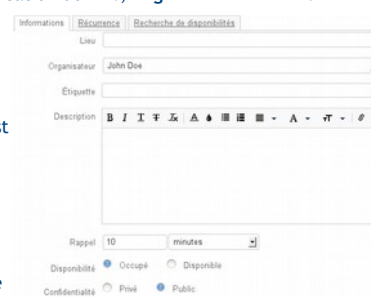 Informations Récurrence Recherche de disponibilités
Lieu
Organisateur John Doe
Étiquette
Description B I T T Tx A A T
Rappel 10 minutes
Disponibilité Occupé Disponible
Confidentialité Privé Public